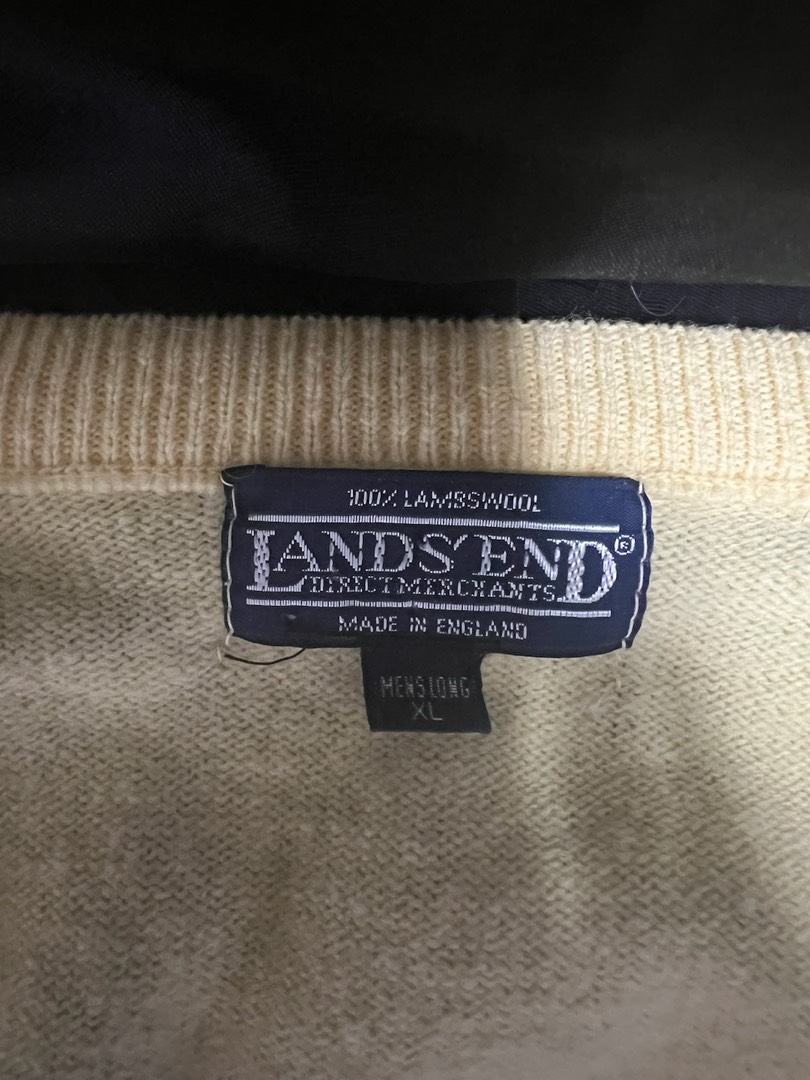 100% LAMBSWOOL
LANDS' END®
DIRECT MERCHANTS
MADE IN ENGLAND
MENS LONG
XL